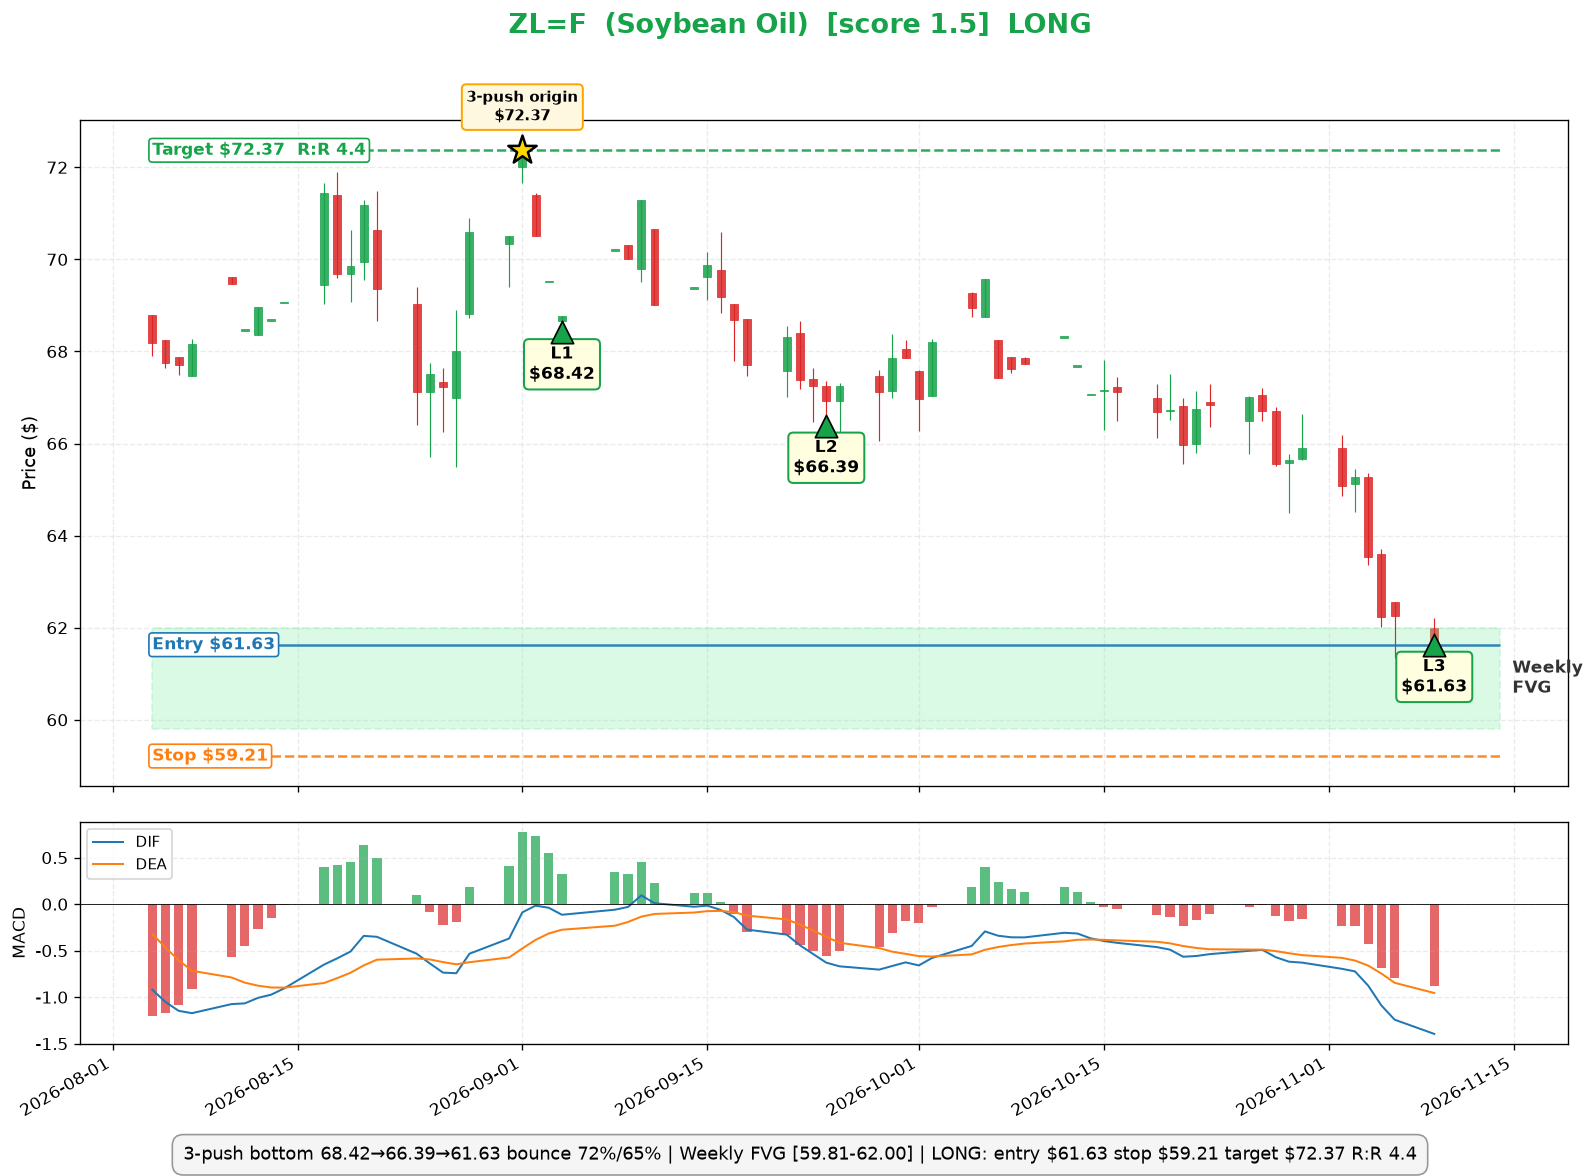 ZL=F  (Soybean Oil)  [score 1.5]  LONG
3-push origin
$72.37
Target $72.37  R:R 4.4
L1
$68.42
L2
$66.39
Entry $61.63
L3
$61.63
Weekly
FVG
Stop $59.21
Price ($)
72
70
68
66
64
62
60
DIF
DEA
MACD
0.5
0.0
-0.5
-1.0
-1.5
2026-08-01
2026-08-15
2026-09-01
2026-09-15
2026-10-01
2026-10-15
2026-11-01
2026-11-15
3-push bottom 68.42→66.39→61.63 bounce 72%/65% | Weekly FVG [59.81-62.00] | LONG: entry $61.63 stop $59.21 target $72.37 R:R 4.4